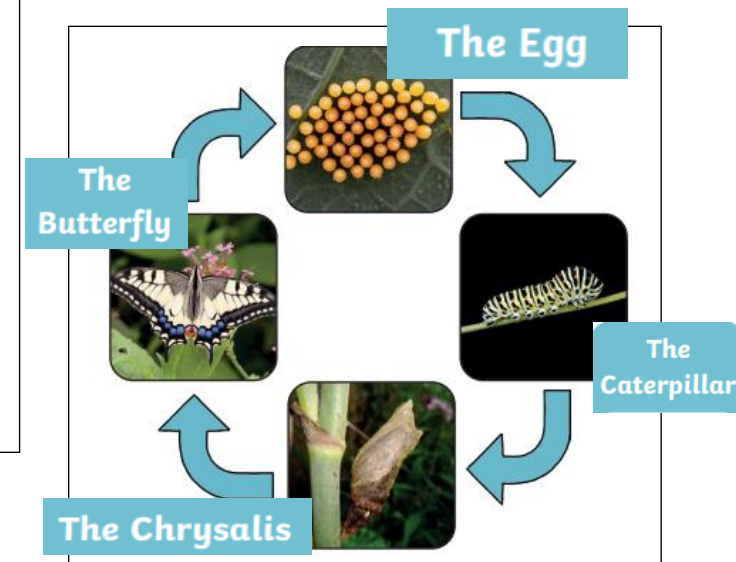 The Egg
The
Butterfly
The
Caterpillar
The Chrysalis